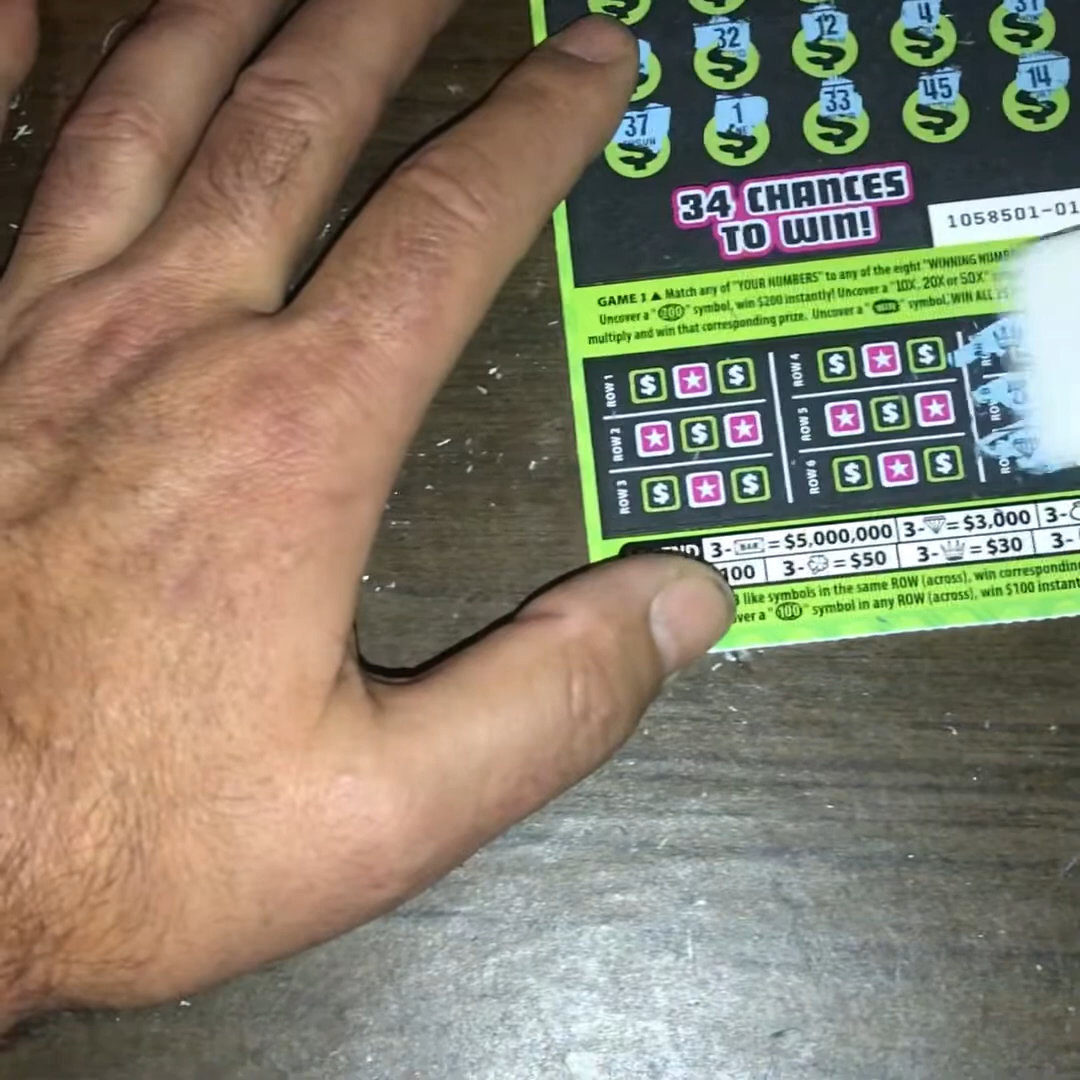 32 12 4 31
37 1 33 45 14
34 CHANCES
TO WIN!
1058501-01
GAME 1 ▲ Match any of "YOUR NUMBERS" to any of the eight "WINNING
Uncover a "200" symbol, win $200 instantly! Uncover a "10X, 20X or 50X"
multiply and win that corresponding prize. Uncover a "WIN" symbol, WIN ALL
ROW 1 $ $
ROW 4 $ $
ROW 2 $
ROW 5 $
ROW 3 $ $
ROW 6 $ $
3- BAR = $5,000,000 3- = $3,000 3-
100 3- = $50 3- = $30 3-
like symbols in the same ROW (across), win
a "100" symbol in any ROW (across), win $100